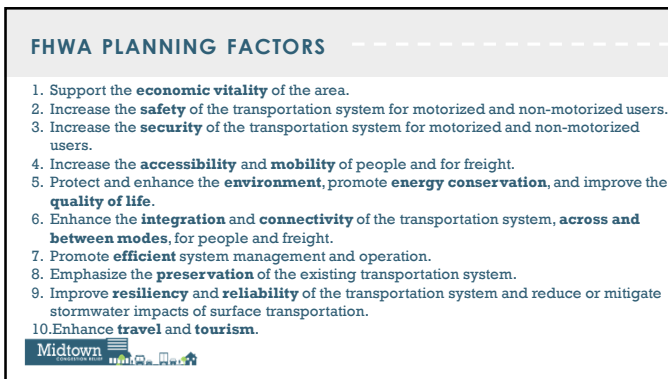 FHWA PLANNING FACTORS
1. Support the economic vitality of the area.
2. Increase the safety of the transportation system for motorized and non-motorized users.
3. Increase the security of the transportation system for motorized and non-motorized
users.
4. Increase the accessibility and mobility of people and for freight.
5. Protect and enhance the environment, promote energy conservation, and improve the
quality of life.
6. Enhance the integration and connectivity of the transportation system, across and
between modes, for people and freight.
7. Promote efficient system management and operation.
8. Emphasize the preservation of the existing transportation system.
9. Improve resiliency and reliability of the transportation system and reduce or mitigate
stormwater impacts of surface transportation.
10.Enhance travel and tourism.
Midtown
CONGESTION RELIEF